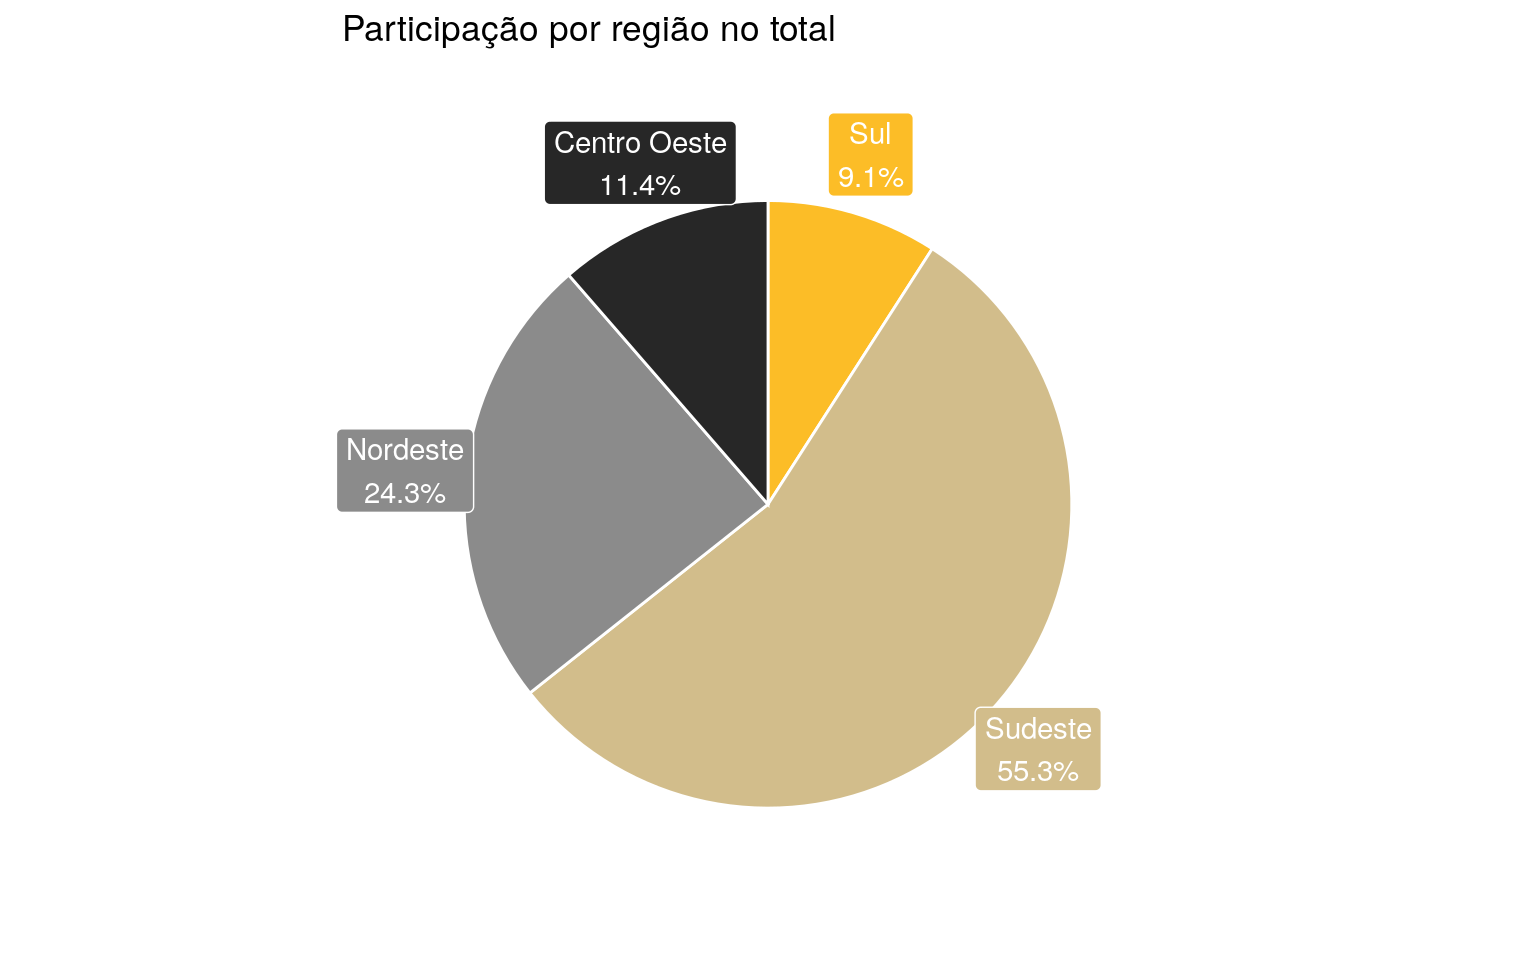 Participação por região no total
Centro Oeste
11.4%
Sul
9.1%
Nordeste
24.3%
Sudeste
55.3%